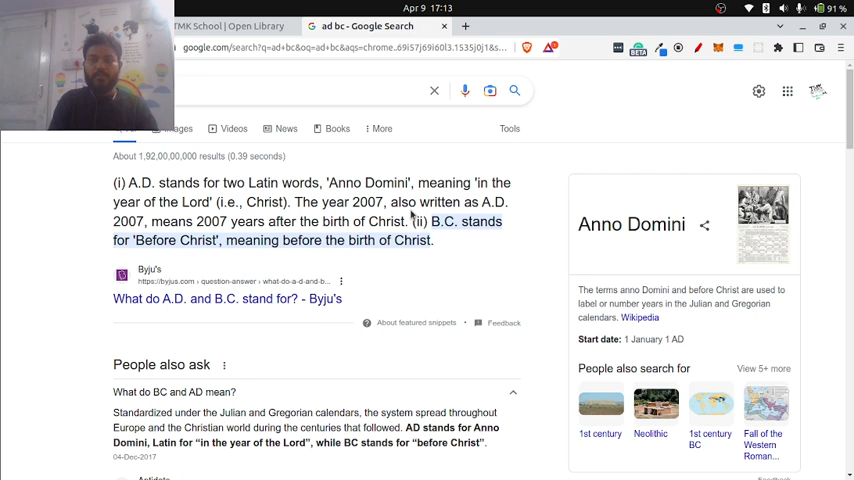 Apr 9 17:13
91 %
TMK School | Open Library
ad bc - Google Search
google.com/search?q=ad+bc&oq=ad+bc&aqs=chrome..69i57j69i60l3.1535j0j1&s...
BETA
Images
Videos
News
Books
More
Tools
About 1,92,00,00,000 results (0.39 seconds)
(i) A.D. stands for two Latin words, 'Anno Domini', meaning 'in the
year of the Lord' (i.e., Christ). The year 2007, also written as A.D.
2007, means 2007 years after the birth of Christ. (ii) B.C. stands
for 'Before Christ', meaning before the birth of Christ.
Byju's
https://byjus.com › question-answer › what-do-a-d-and-b...
What do A.D. and B.C. stand for? - Byju's
About featured snippets • Feedback
People also ask
What do BC and AD mean?
Standardized under the Julian and Gregorian calendars, the system spread throughout
Europe and the Christian world during the centuries that followed. AD stands for Anno
Domini, Latin for “in the year of the Lord”, while BC stands for “before Christ”.
04-Dec-2017
Anno Domini
The terms anno Domini and before Christ are used to
label or number years in the Julian and Gregorian
calendars. Wikipedia
Start date: 1 January 1 AD
People also search for
View 5+ more
1st century
Neolithic
1st century
BC
Fall of the
Western
Roman...
Feedback